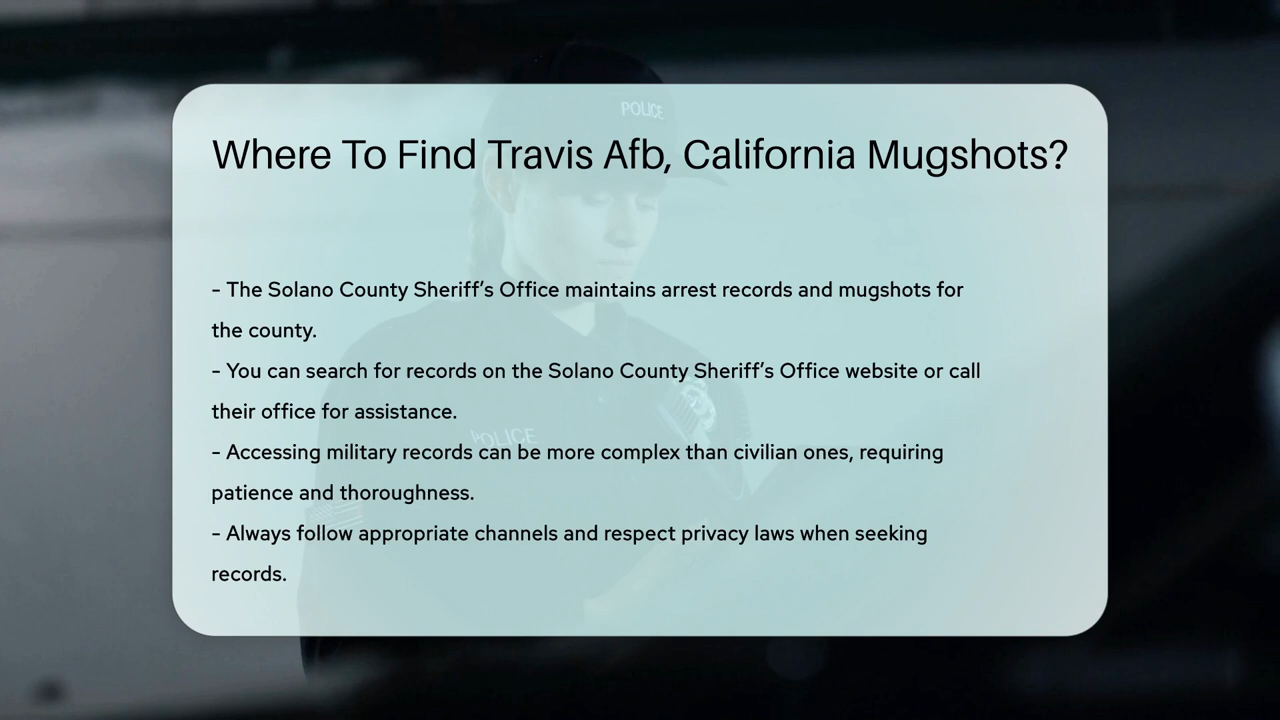 POLICE
Where To Find Travis Afb, California Mugshots?
– The Solano County Sheriff’s Office maintains arrest records and mugshots for
the county.
– You can search for records on the Solano County Sheriff’s Office website or call
their office for assistance.
POLICE
– Accessing military records can be more complex than civilian ones, requiring
patience and thoroughness.
– Always follow appropriate channels and respect privacy laws when seeking
records.